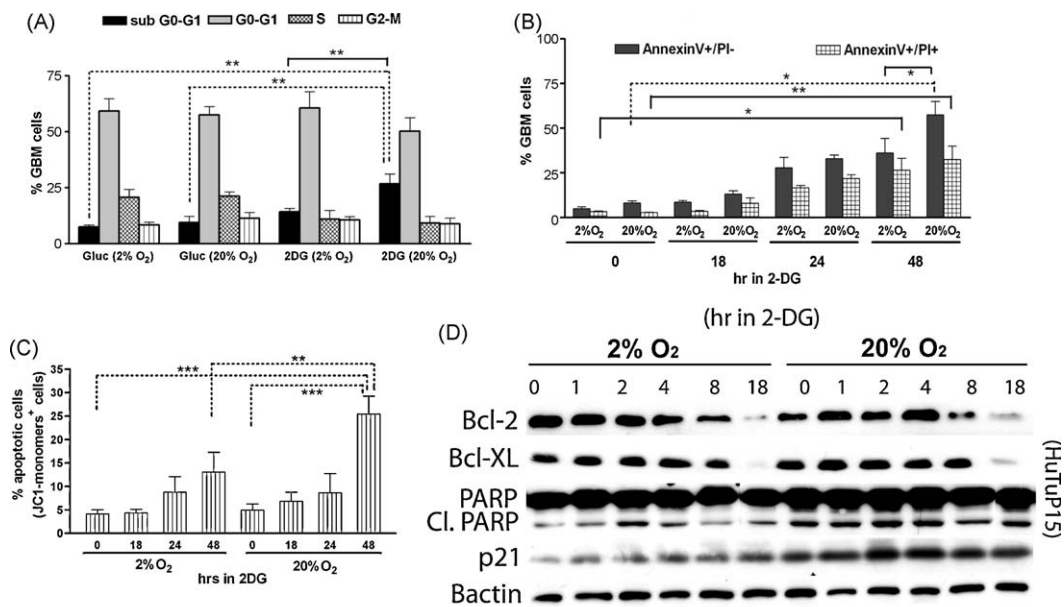 (A)
sub G0-G1 G0-G1 S G2-M
**
**
**
75
50
25
0
% GBM cells
Gluc (2% O2) Gluc (20% O2) 2DG (2% O2) 2DG (20% O2)
(B)
100
75
50
25
0
% GBM cells
AnnexinV+/PI- AnnexinV+/PI+
*
*
**
*
2%O2 20%O2 2%O2 20%O2 2%O2 20%O2 2%O2 20%O2
0 18 24 48
hr in 2-DG
(C)
35
30
25
20
15
10
5
0
% apoptotic cells
(JC1-monomers+ cells)
**
***
***
0 18 24 48 0 18 24 48
2%O2 20%O2
hrs in 2DG
(D)
(hr in 2-DG)
2% O2 20% O2
0 1 2 4 8 18 0 1 2 4 8 18
Bcl-2
Bcl-XL
PARP
Cl. PARP
p21
Bactin
(HuTuP15)